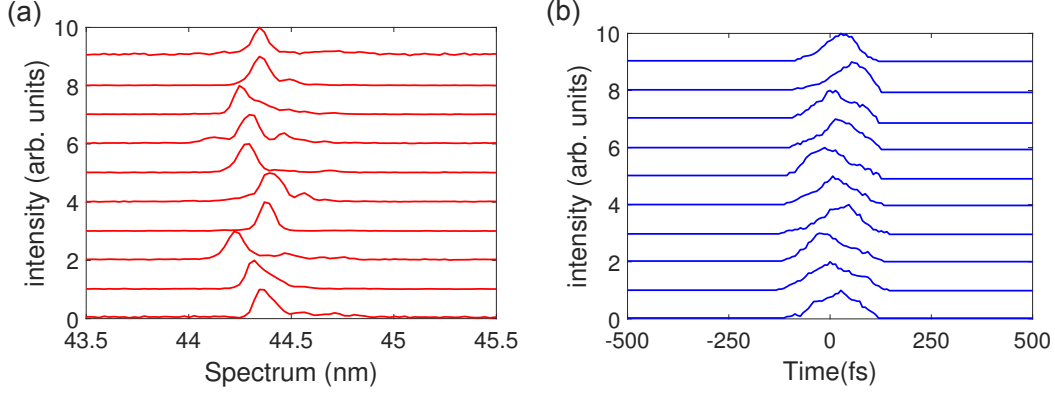 (a)
intensity (arb. units)
10
8
6
4
2
0
43.5 44 44.5 45 45.5
Spectrum (nm)
(b)
intensity (arb. units)
10
8
6
4
2
0
-500 -250 0 250 500
Time(fs)